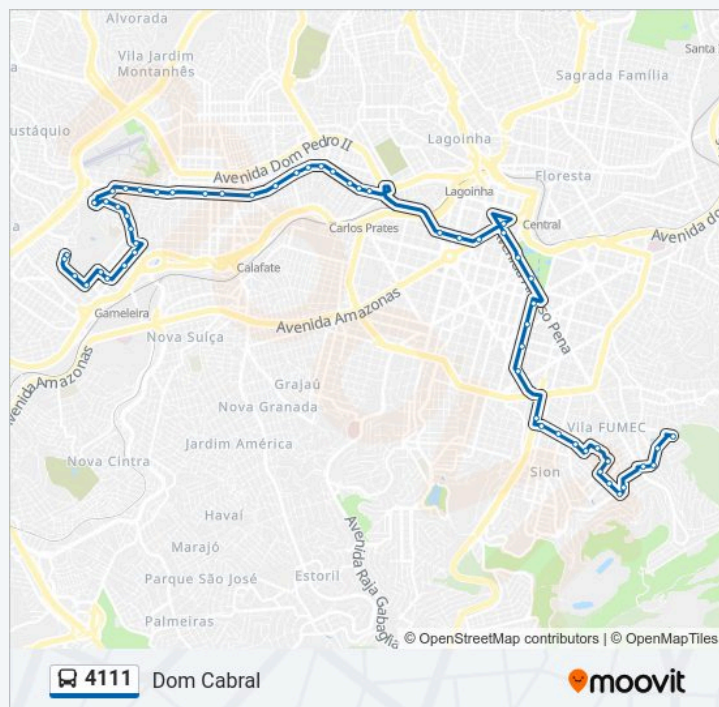 Alvorada
Santa
Vila Jardim
Montanhês
Sagrada Família
ustáquio
Lagoinha
Avenida Dom Pedro II
Floresta
Lagoinha
Central
Carlos Prates
Avenida do
Calafate
Gameleira
Avenida Amazonas
Nova Suíça
so Pena
Avenida Amazonas
Grajaú
Nova Granada
Vila FUMEC
Jardim América
Nova Cintra
Sion
Havaí
Marajó
Parque São José
Estoril
Avenida Raja Gabaglia
Palmeiras
© OpenStreetMap contributors | © OpenMapTiles
4111 Dom Cabral
moovit